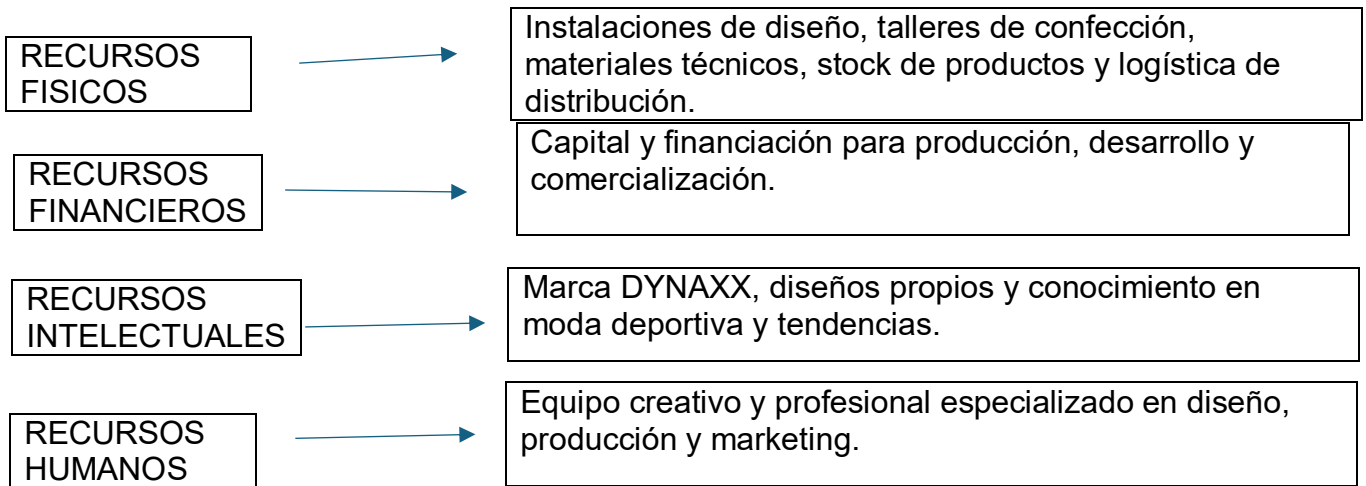 RECURSOS
FISICOS
Instalaciones de diseño, talleres de confección,
materiales técnicos, stock de productos y logística de
distribución.
RECURSOS
FINANCIEROS
Capital y financiación para producción, desarrollo y
comercialización.
RECURSOS
INTELECTUALES
Marca DYNAXX, diseños propios y conocimiento en
moda deportiva y tendencias.
RECURSOS
HUMANOS
Equipo creativo y profesional especializado en diseño,
producción y marketing.